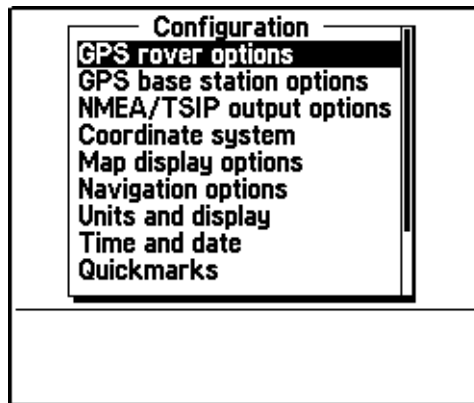 Configuration
GPS rover options
GPS base station options
NMEA/TSIP output options
Coordinate system
Map display options
Navigation options
Units and display
Time and date
Quickmarks